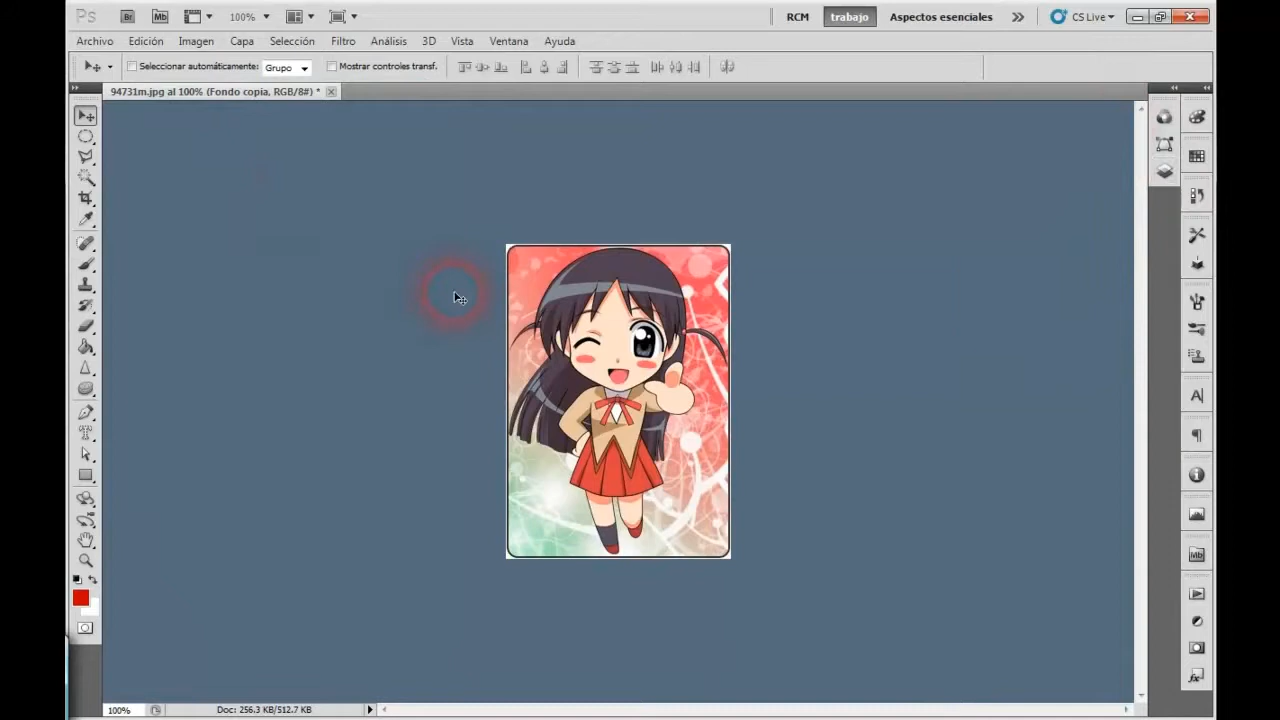 Ps Br Mb 100% RCM trabajo Aspectos esenciales CS Live
Archivo Edición Imagen Capa Selección Filtro Análisis 3D Vista Ventana Ayuda
Seleccionar automáticamente: Grupo Mostrar controles transf.
94731m.jpg al 100% (Fondo copia, RGB/8#) *
A
Mb
fx
100% Doc: 256.3 KB/512.7 KB